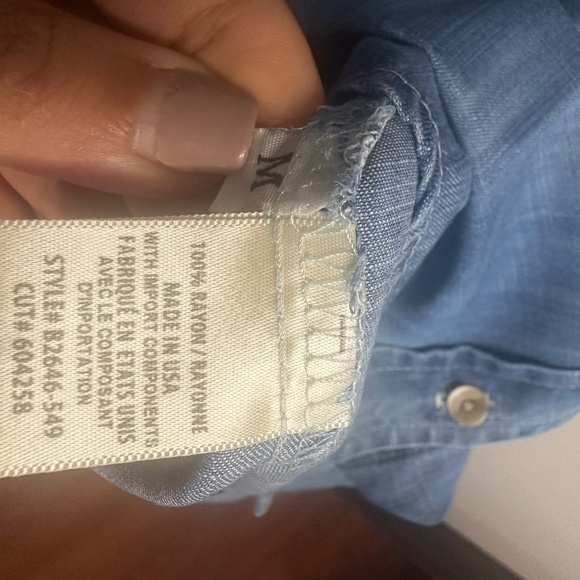 M
100% RAYON/RAYONNE
MADE IN USA
WITH IMPORT COMPONENTS
FABRIQUÉ EN ETATS UNIS
AVEC LE COMPOSANT
D'IMPORTATION
STYLE# B2646-549
CUT# 604258